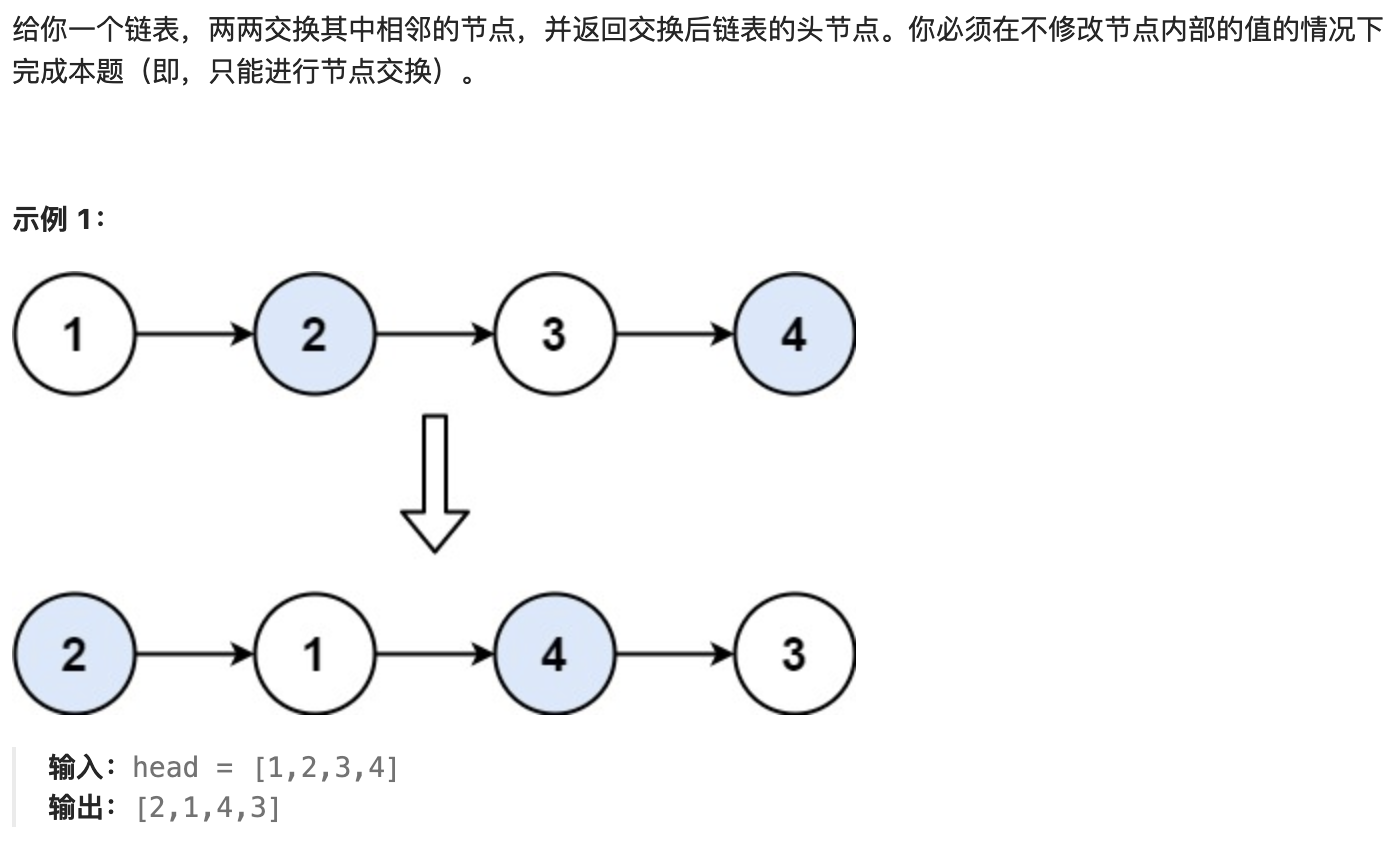 给你一个链表，两两交换其中相邻的节点，并返回交换后链表的头节点。你必须在不修改节点内部的值的情况下
完成本题（即，只能进行节点交换）。
示例 1：
1 2 3 4
2 1 4 3
输入：head = [1,2,3,4]
输出：[2,1,4,3]